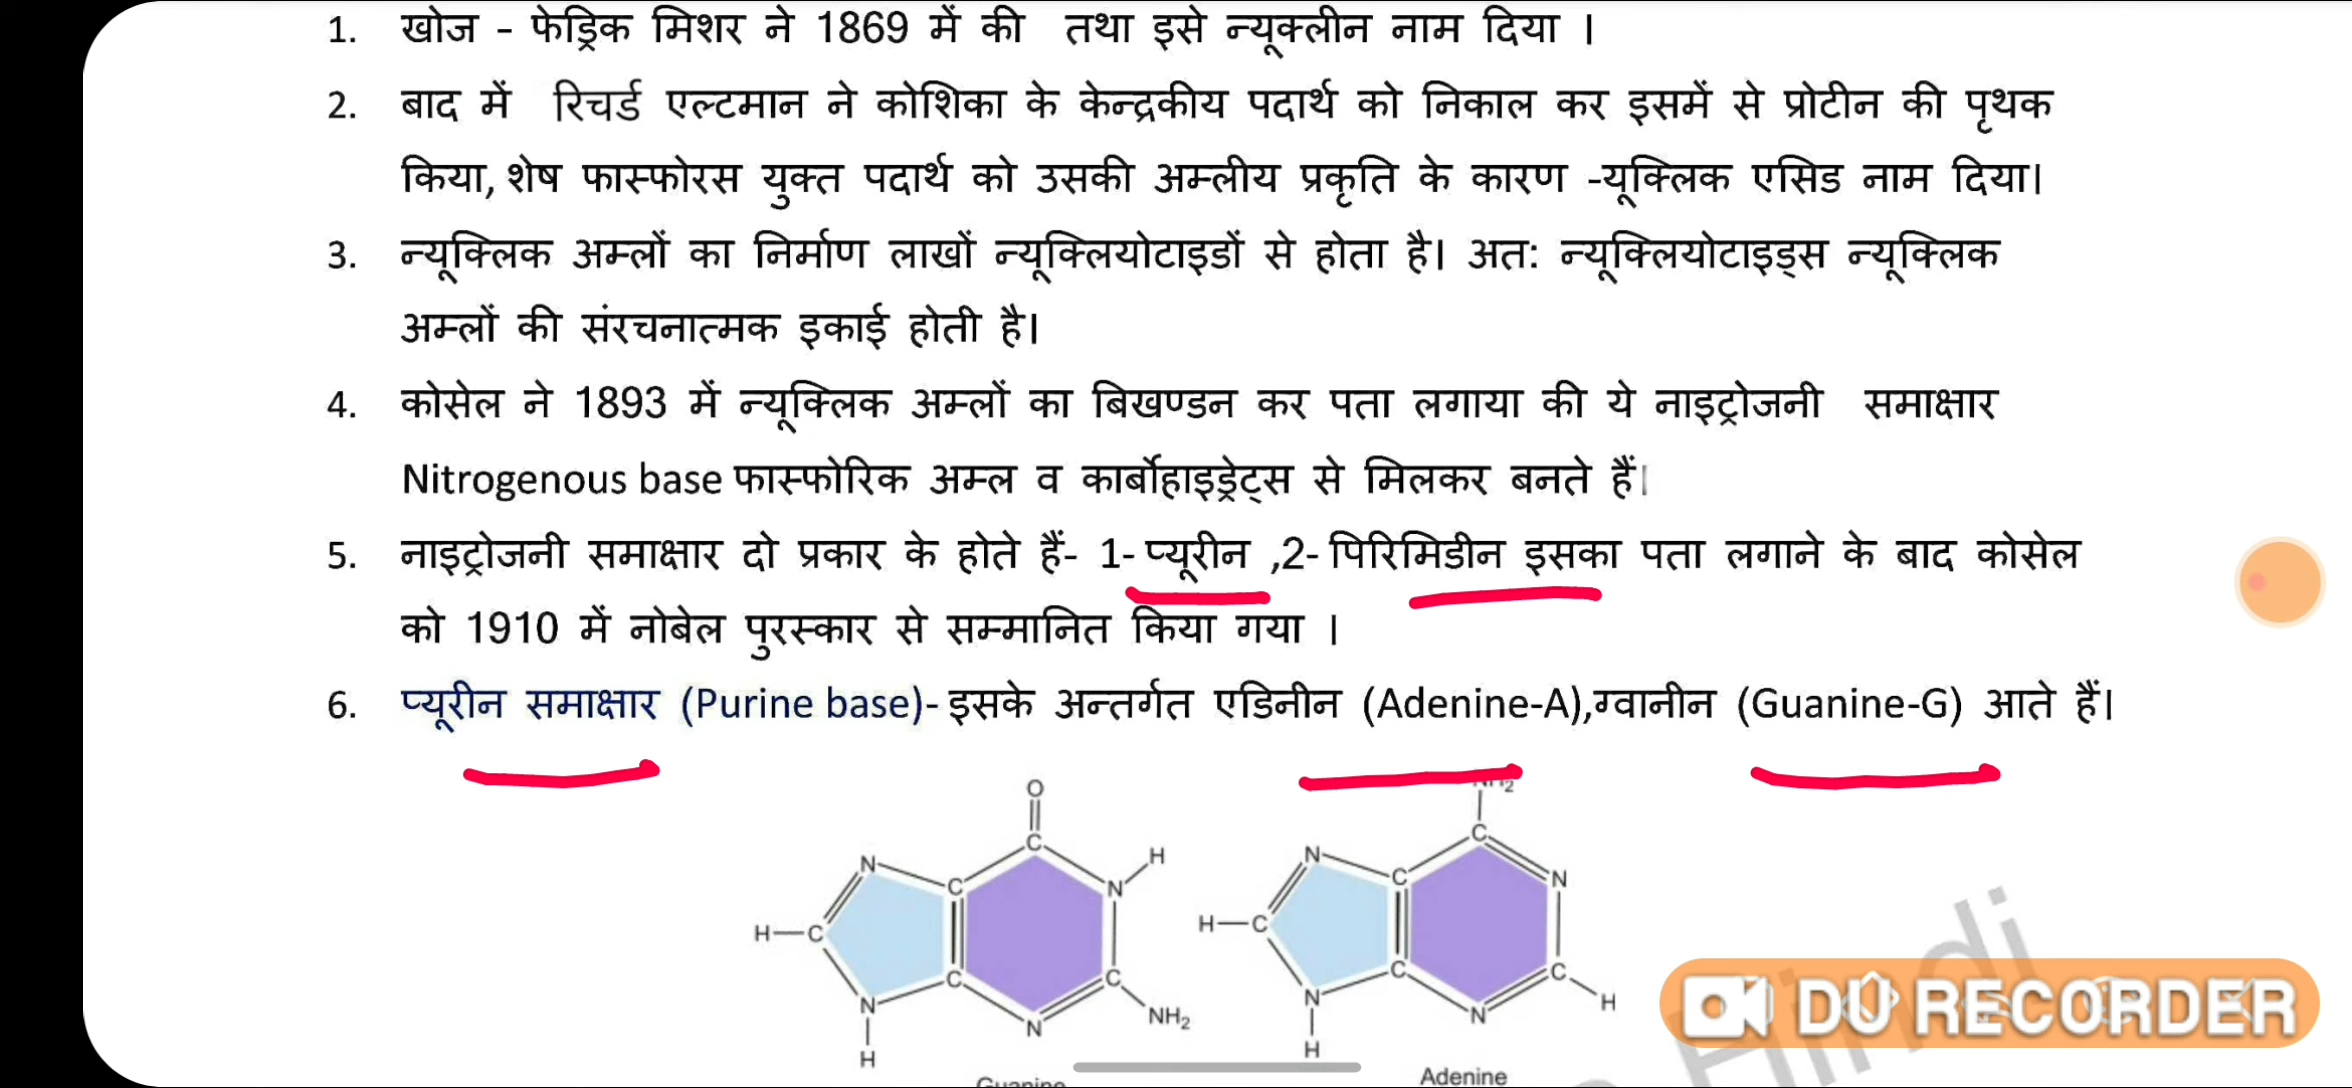 1. खोज - फेड्रिक मिशर ने 1869 में की तथा इसे न्यूक्लीन नाम दिया ।
2. बाद में रिचर्ड एल्टमान ने कोशिका के केन्द्रकीय पदार्थ को निकाल कर इसमें से प्रोटीन की पृथक
किया, शेष फास्फोरस युक्त पदार्थ को उसकी अम्लीय प्रकृति के कारण -यूक्लिक एसिड नाम दिया।
3. न्यूक्लिक अम्लों का निर्माण लाखों न्यूक्लियोटाइडों से होता है। अत: न्यूक्लियोटाइड्स न्यूक्लिक
अम्लों की संरचनात्मक इकाई होती है।
4. कोसेल ने 1893 में न्यूक्लिक अम्लों का बिखण्डन कर पता लगाया की ये नाइट्रोजनी समाक्षार
Nitrogenous base फास्फोरिक अम्ल व कार्बोहाइड्रेट्स से मिलकर बनते हैं।
5. नाइट्रोजनी समाक्षार दो प्रकार के होते हैं- 1- प्यूरीन ,2- पिरिमिडीन इसका पता लगाने के बाद कोसेल
को 1910 में नोबेल पुरस्कार से सम्मानित किया गया ।
6. प्यूरीन समाक्षार (Purine base)- इसके अन्तर्गत एडिनीन (Adenine-A),ग्वानीन (Guanine-G) आते हैं।
O
C
N
C
N
H
H—C
C
C
N
N
NH2
H
NH2
C
N
C
N
H—C
C
C
N
N
H
H
Guanine
Adenine
Hindi
DU RECORDER